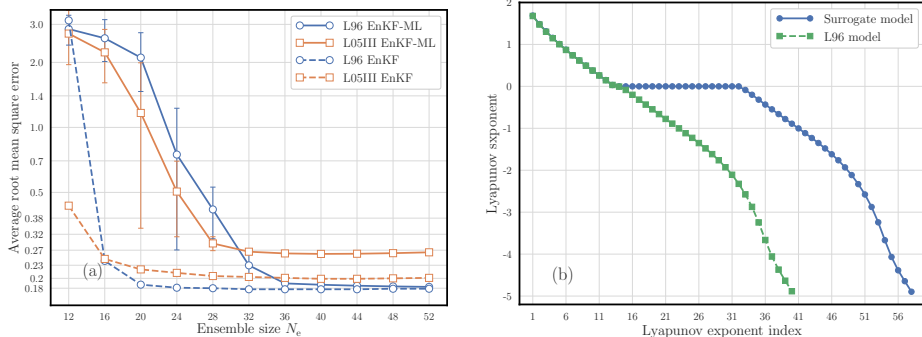 3.0
2.0
1.4
1.0
0.7
0.5
0.38
0.32
0.27
0.23
0.2
0.18
Average root mean square error
L96 EnKF-ML
L05III EnKF-ML
L96 EnKF
L05III EnKF
(a)
12 16 20 24 28 32 36 40 44 48 52
Ensemble size Ne
2
1
0
-1
-2
-3
-4
-5
Lyapunov sxponent
Surrogate model
L96 model
(b)
1 6 11 16 21 26 31 36 41 46 51 56
Lyapunov exponent index